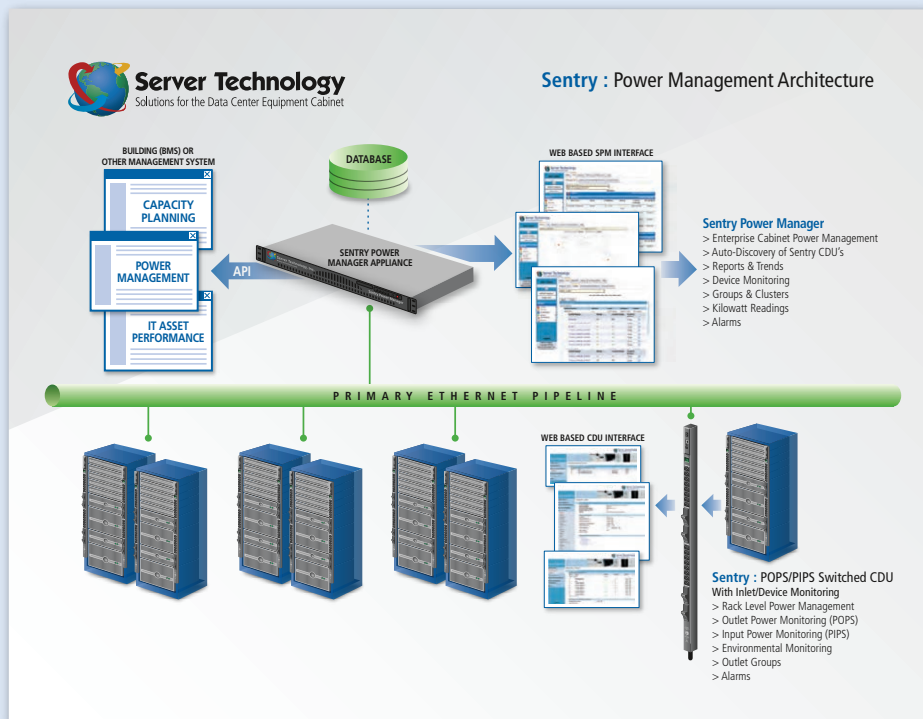 Server Technology
Solutions for the Data Center Equipment Cabinet
Sentry : Power Management Architecture
BUILDING (BMS) OR
OTHER MANAGEMENT SYSTEM
CAPACITY
PLANNING
POWER
MANAGEMENT
IT ASSET
PERFORMANCE
API
DATABASE
Server Technology
SENTRY POWER
MANAGER APPLIANCE
WEB BASED SPM INTERFACE
Sentry Power Manager
> Enterprise Cabinet Power Management
> Auto-Discovery of Sentry CDU's
> Reports & Trends
> Device Monitoring
> Groups & Clusters
> Kilowatt Readings
> Alarms
PRIMARY ETHERNET PIPELINE
WEB BASED CDU INTERFACE
Sentry : POPS/PIPS Switched CDU
With Inlet/Device Monitoring
> Rack Level Power Management
> Outlet Power Monitoring (POPS)
> Input Power Monitoring (PIPS)
> Environmental Monitoring
> Outlet Groups
> Alarms